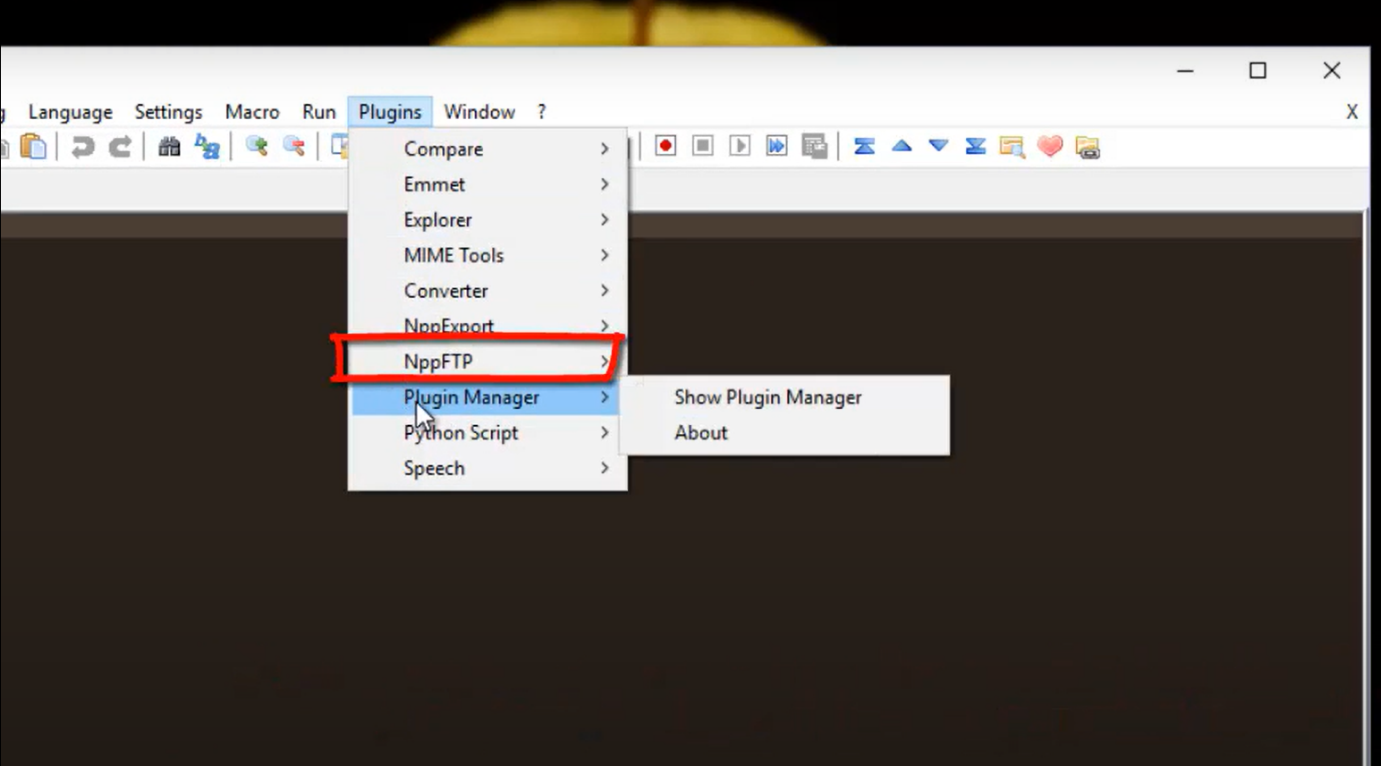 Language Settings Macro Run Plugins Window ?
X
Compare
Emmet
Explorer
MIME Tools
Converter
NppExport
NppFTP
Plugin Manager
Show Plugin Manager
Python Script
About
Speech